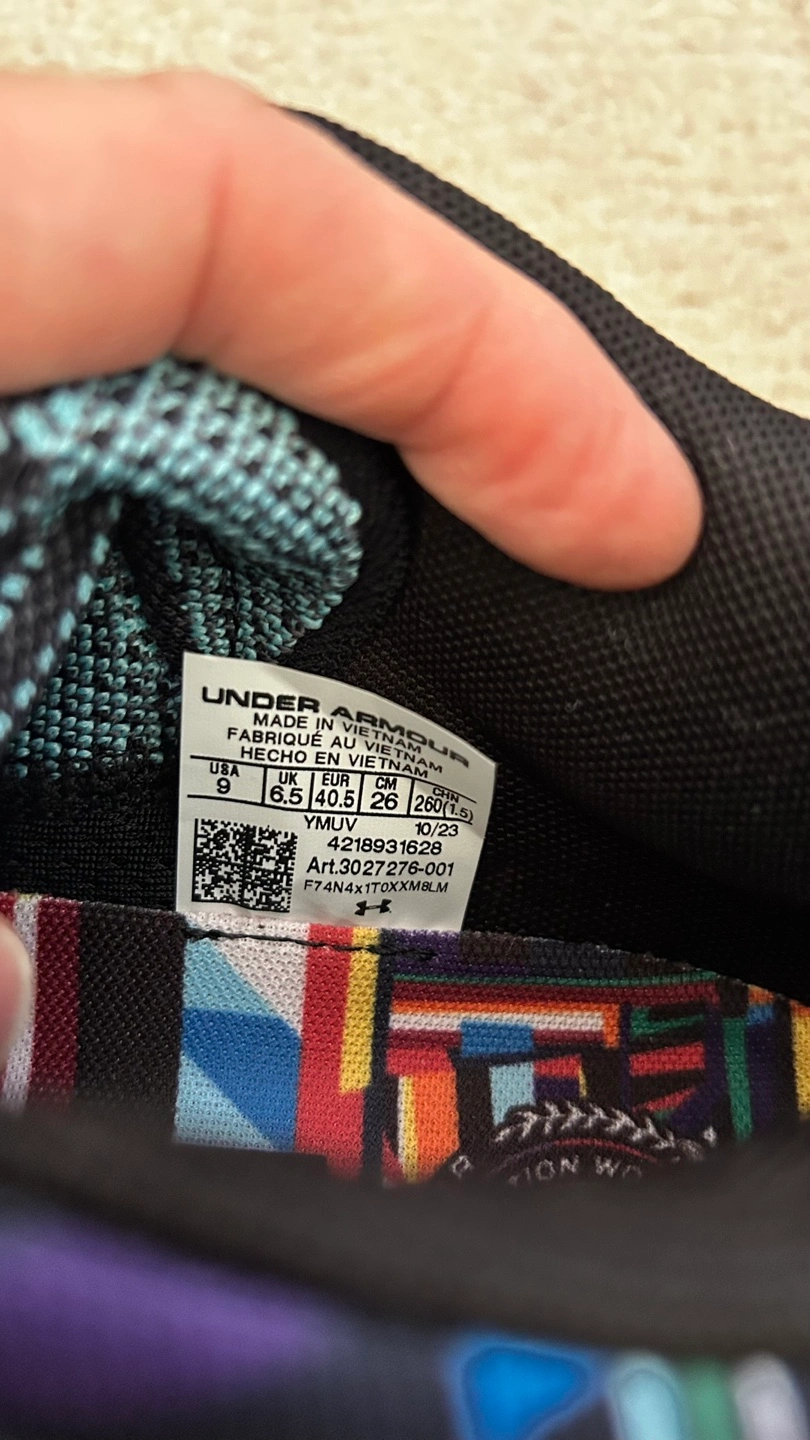 UNDER ARMOUR
MADE IN VIETNAM
FABRIQUÉ AU VIETNAM
HECHO EN VIETNAM
USA UK EUR CM CHN
9 6.5 40.5 26 260(1.5)
YMUV 10/23
4218931628
Art.3027276-001
F74N4x1T0XXM8LM